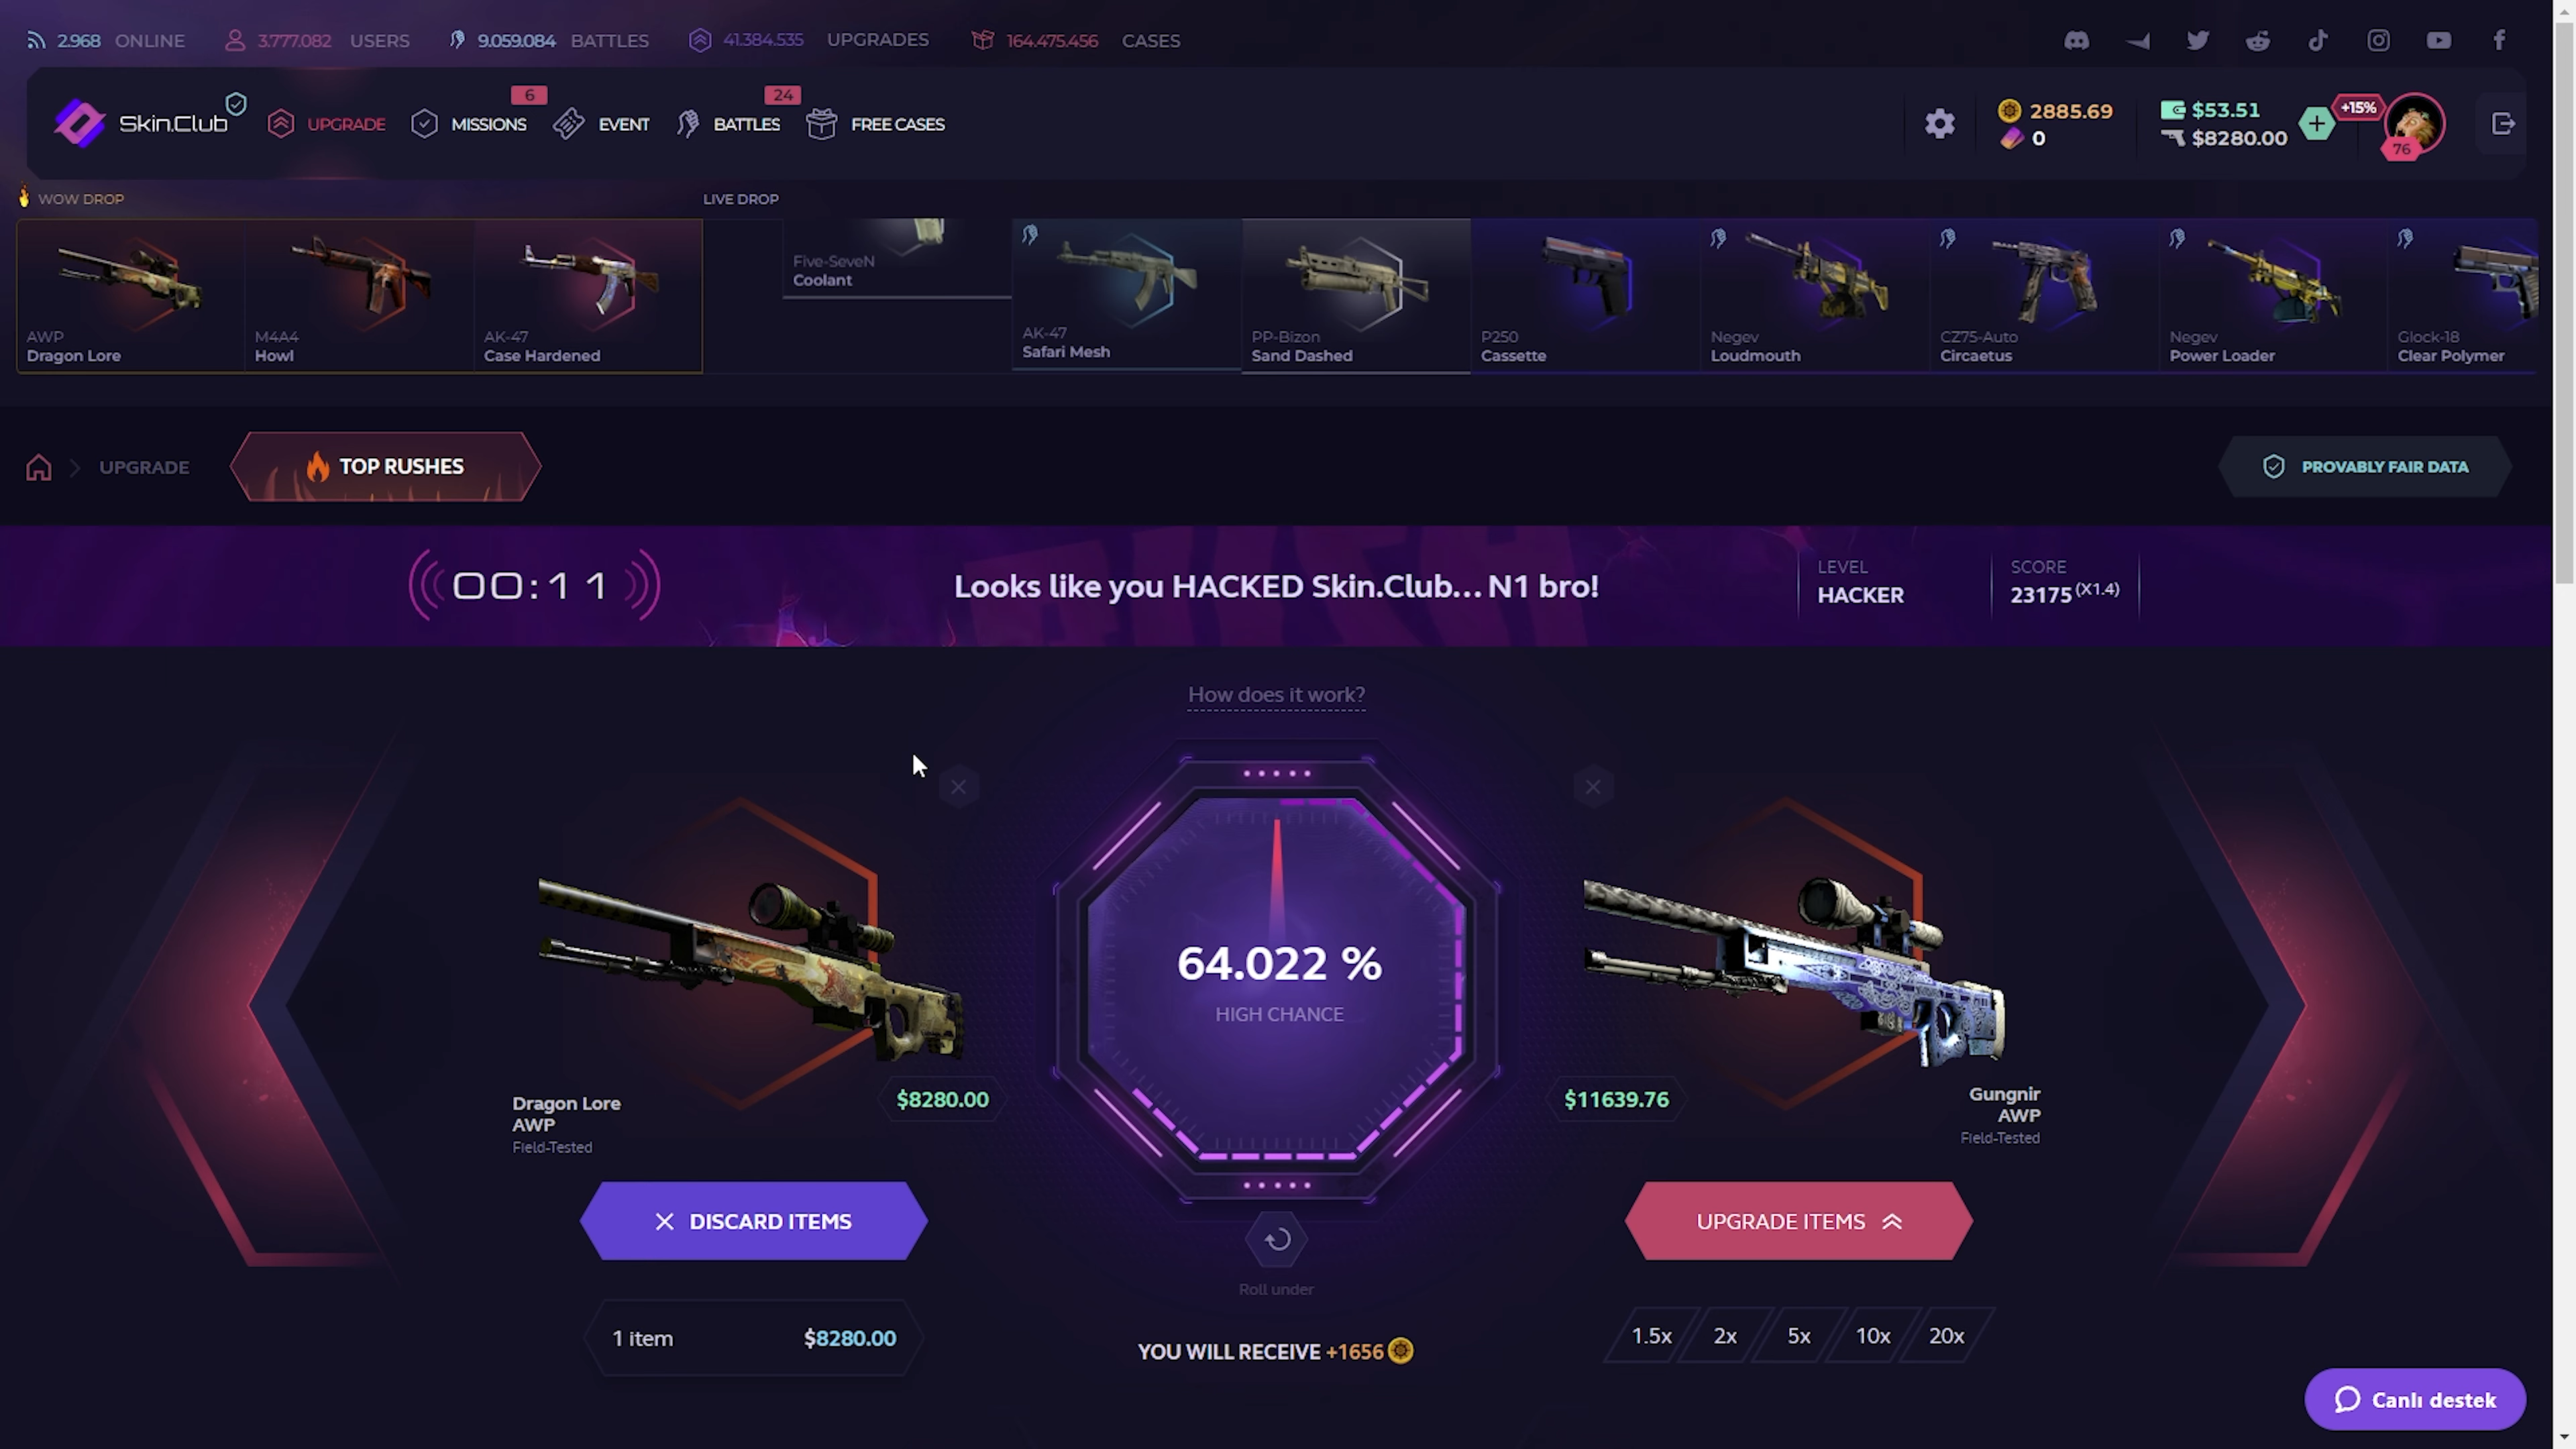 2.968 ONLINE 3.777.082 USERS 9.059.084 BATTLES 41.384.535 UPGRADES 164.475.456 CASES
Skin.Club UPGRADE 6 MISSIONS EVENT 24 BATTLES FREE CASES
2885.69 $53.51 +15%
0 $8280.00 76
WOW DROP LIVE DROP
AWP
Dragon Lore
M4A4
Howl
AK-47
Case Hardened
Five-SeveN
Coolant
AK-47
Safari Mesh
PP-Bizon
Sand Dashed
P250
Cassette
Negev
Loudmouth
CZ75-Auto
Circaetus
Negev
Power Loader
Glock-18
Clear Polymer
UPGRADE TOP RUSHES PROVABLY FAIR DATA
00:11
Looks like you HACKED Skin.Club... N1 bro!
LEVEL
HACKER
SCORE
23175 (X1.4)
How does it work?
64.022 %
HIGH CHANCE
$8280.00
Dragon Lore
AWP
Field-Tested
$11639.76
Gungnir
AWP
Field-Tested
DISCARD ITEMS
UPGRADE ITEMS
Roll under
1 item $8280.00
YOU WILL RECEIVE +1656
1.5x 2x 5x 10x 20x
Canlı destek